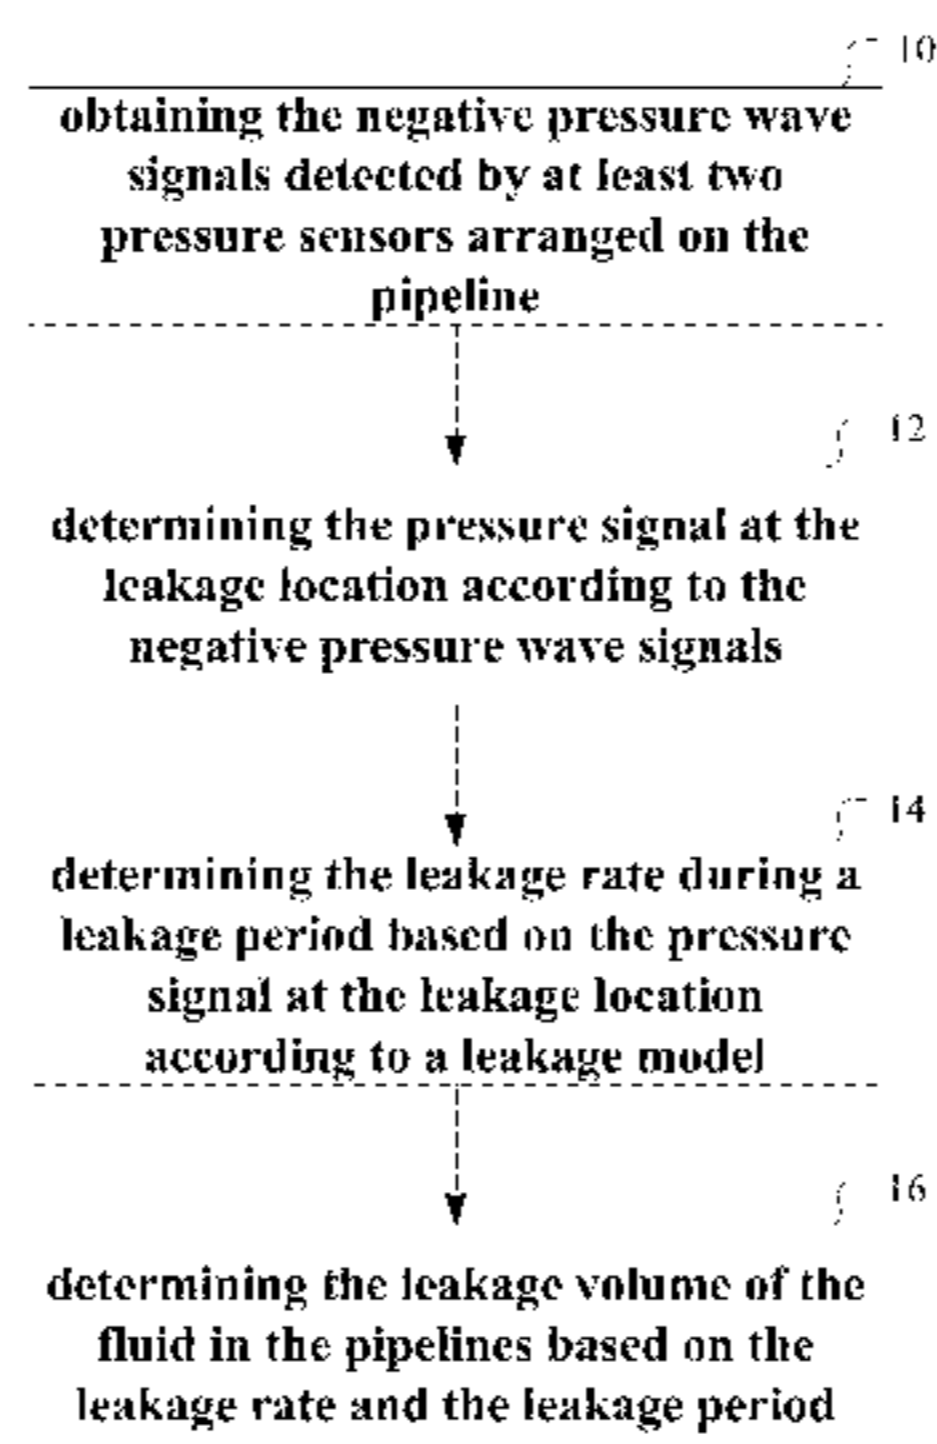 10
obtaining the negative pressure wave
signals detected by at least two
pressure sensors arranged on the
pipeline
12
determining the pressure signal at the
leakage location according to the
negative pressure wave signals
14
determining the leakage rate during a
leakage period based on the pressure
signal at the leakage location
according to a leakage model
16
determining the leakage volume of the
fluid in the pipelines based on the
leakage rate and the leakage period